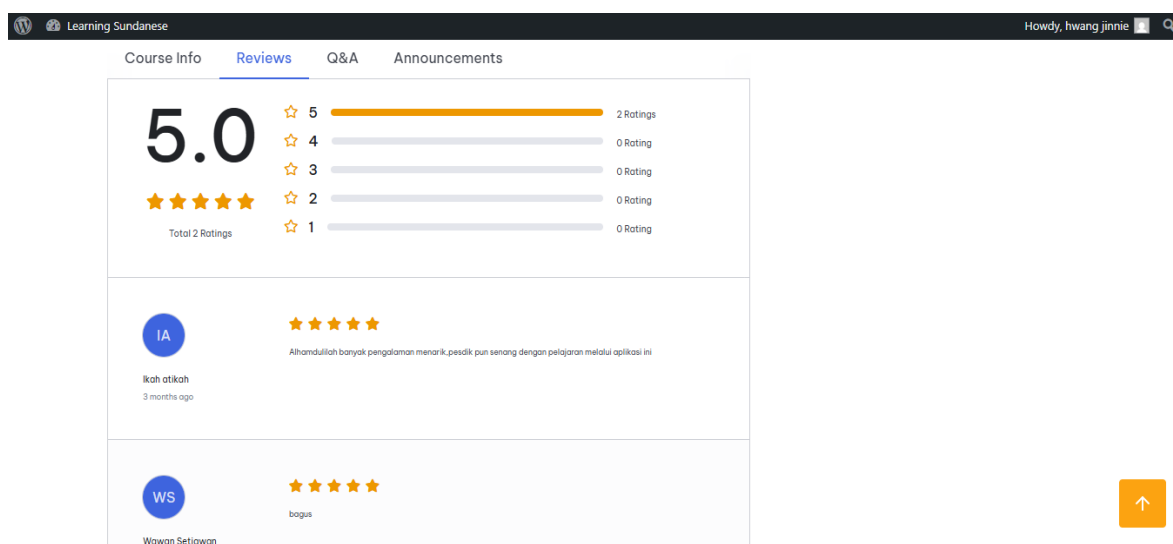 Learning Sundanese
Howdy, hwang jinnie
Course Info Reviews Q&A Announcements
5.0
Total 2 Ratings
5 2 Ratings
4 0 Rating
3 0 Rating
2 0 Rating
1 0 Rating
IA
Ikah atikah
3 months ago
Alhamdulilah banyak pengalaman menarik,pesdik pun senang dengan pelajaran melalui aplikasi ini
WS
Wawan Setiawan
bagus